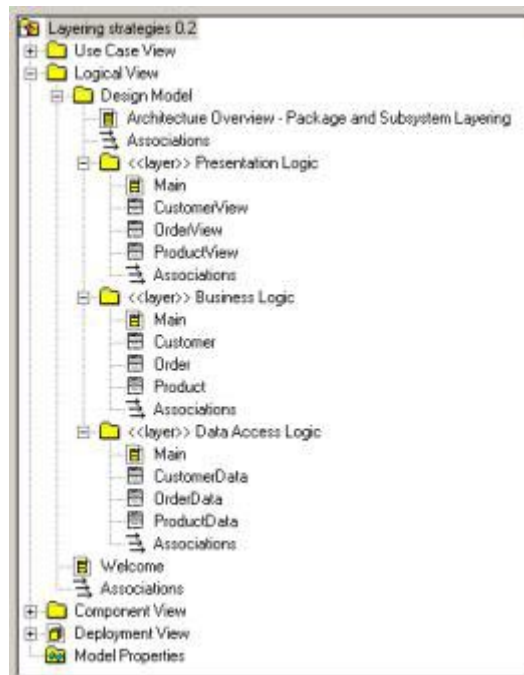 Layering strategies 0.2
Use Case View
Logical View
Design Model
Architecture Overview - Package and Subsystem Layering
Associations
<<layer>> Presentation Logic
Main
CustomerView
OrderView
ProductView
Associations
<<layer>> Business Logic
Main
Customer
Order
Product
Associations
<<layer>> Data Access Logic
Main
CustomerData
OrderData
ProductData
Associations
Welcome
Associations
Component View
Deployment View
Model Properties